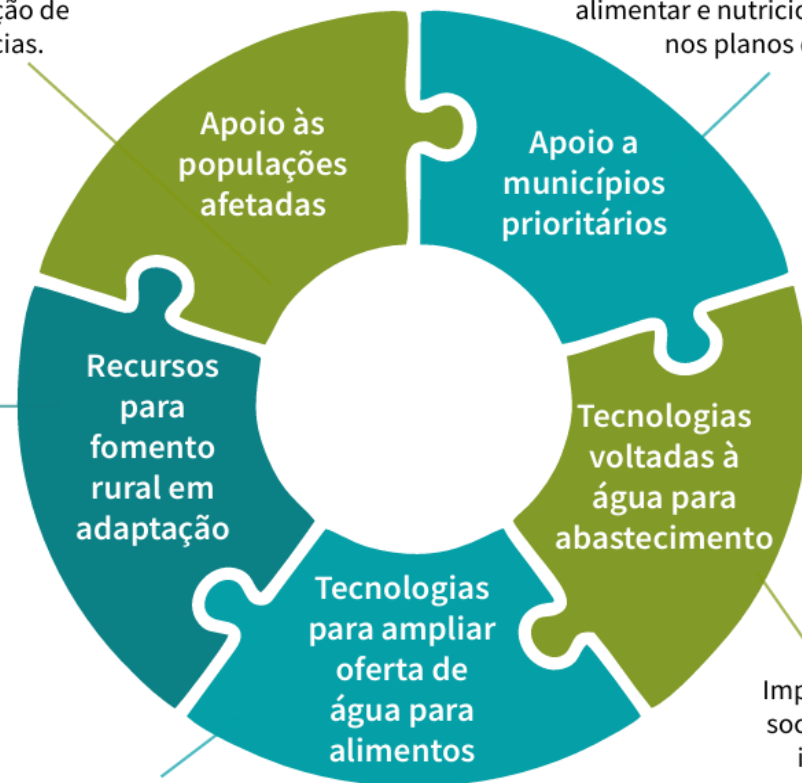 ção de
cias.
alimentar e nutricio
nos planos
Apoio às
populações
afetadas
Apoio a
municípios
prioritários
Recursos
para
fomento
rural em
adaptação
Tecnologias
voltadas à
água para
abastecimento
Tecnologias
para ampliar
oferta de
água para
alimentos
Imp
soc
i